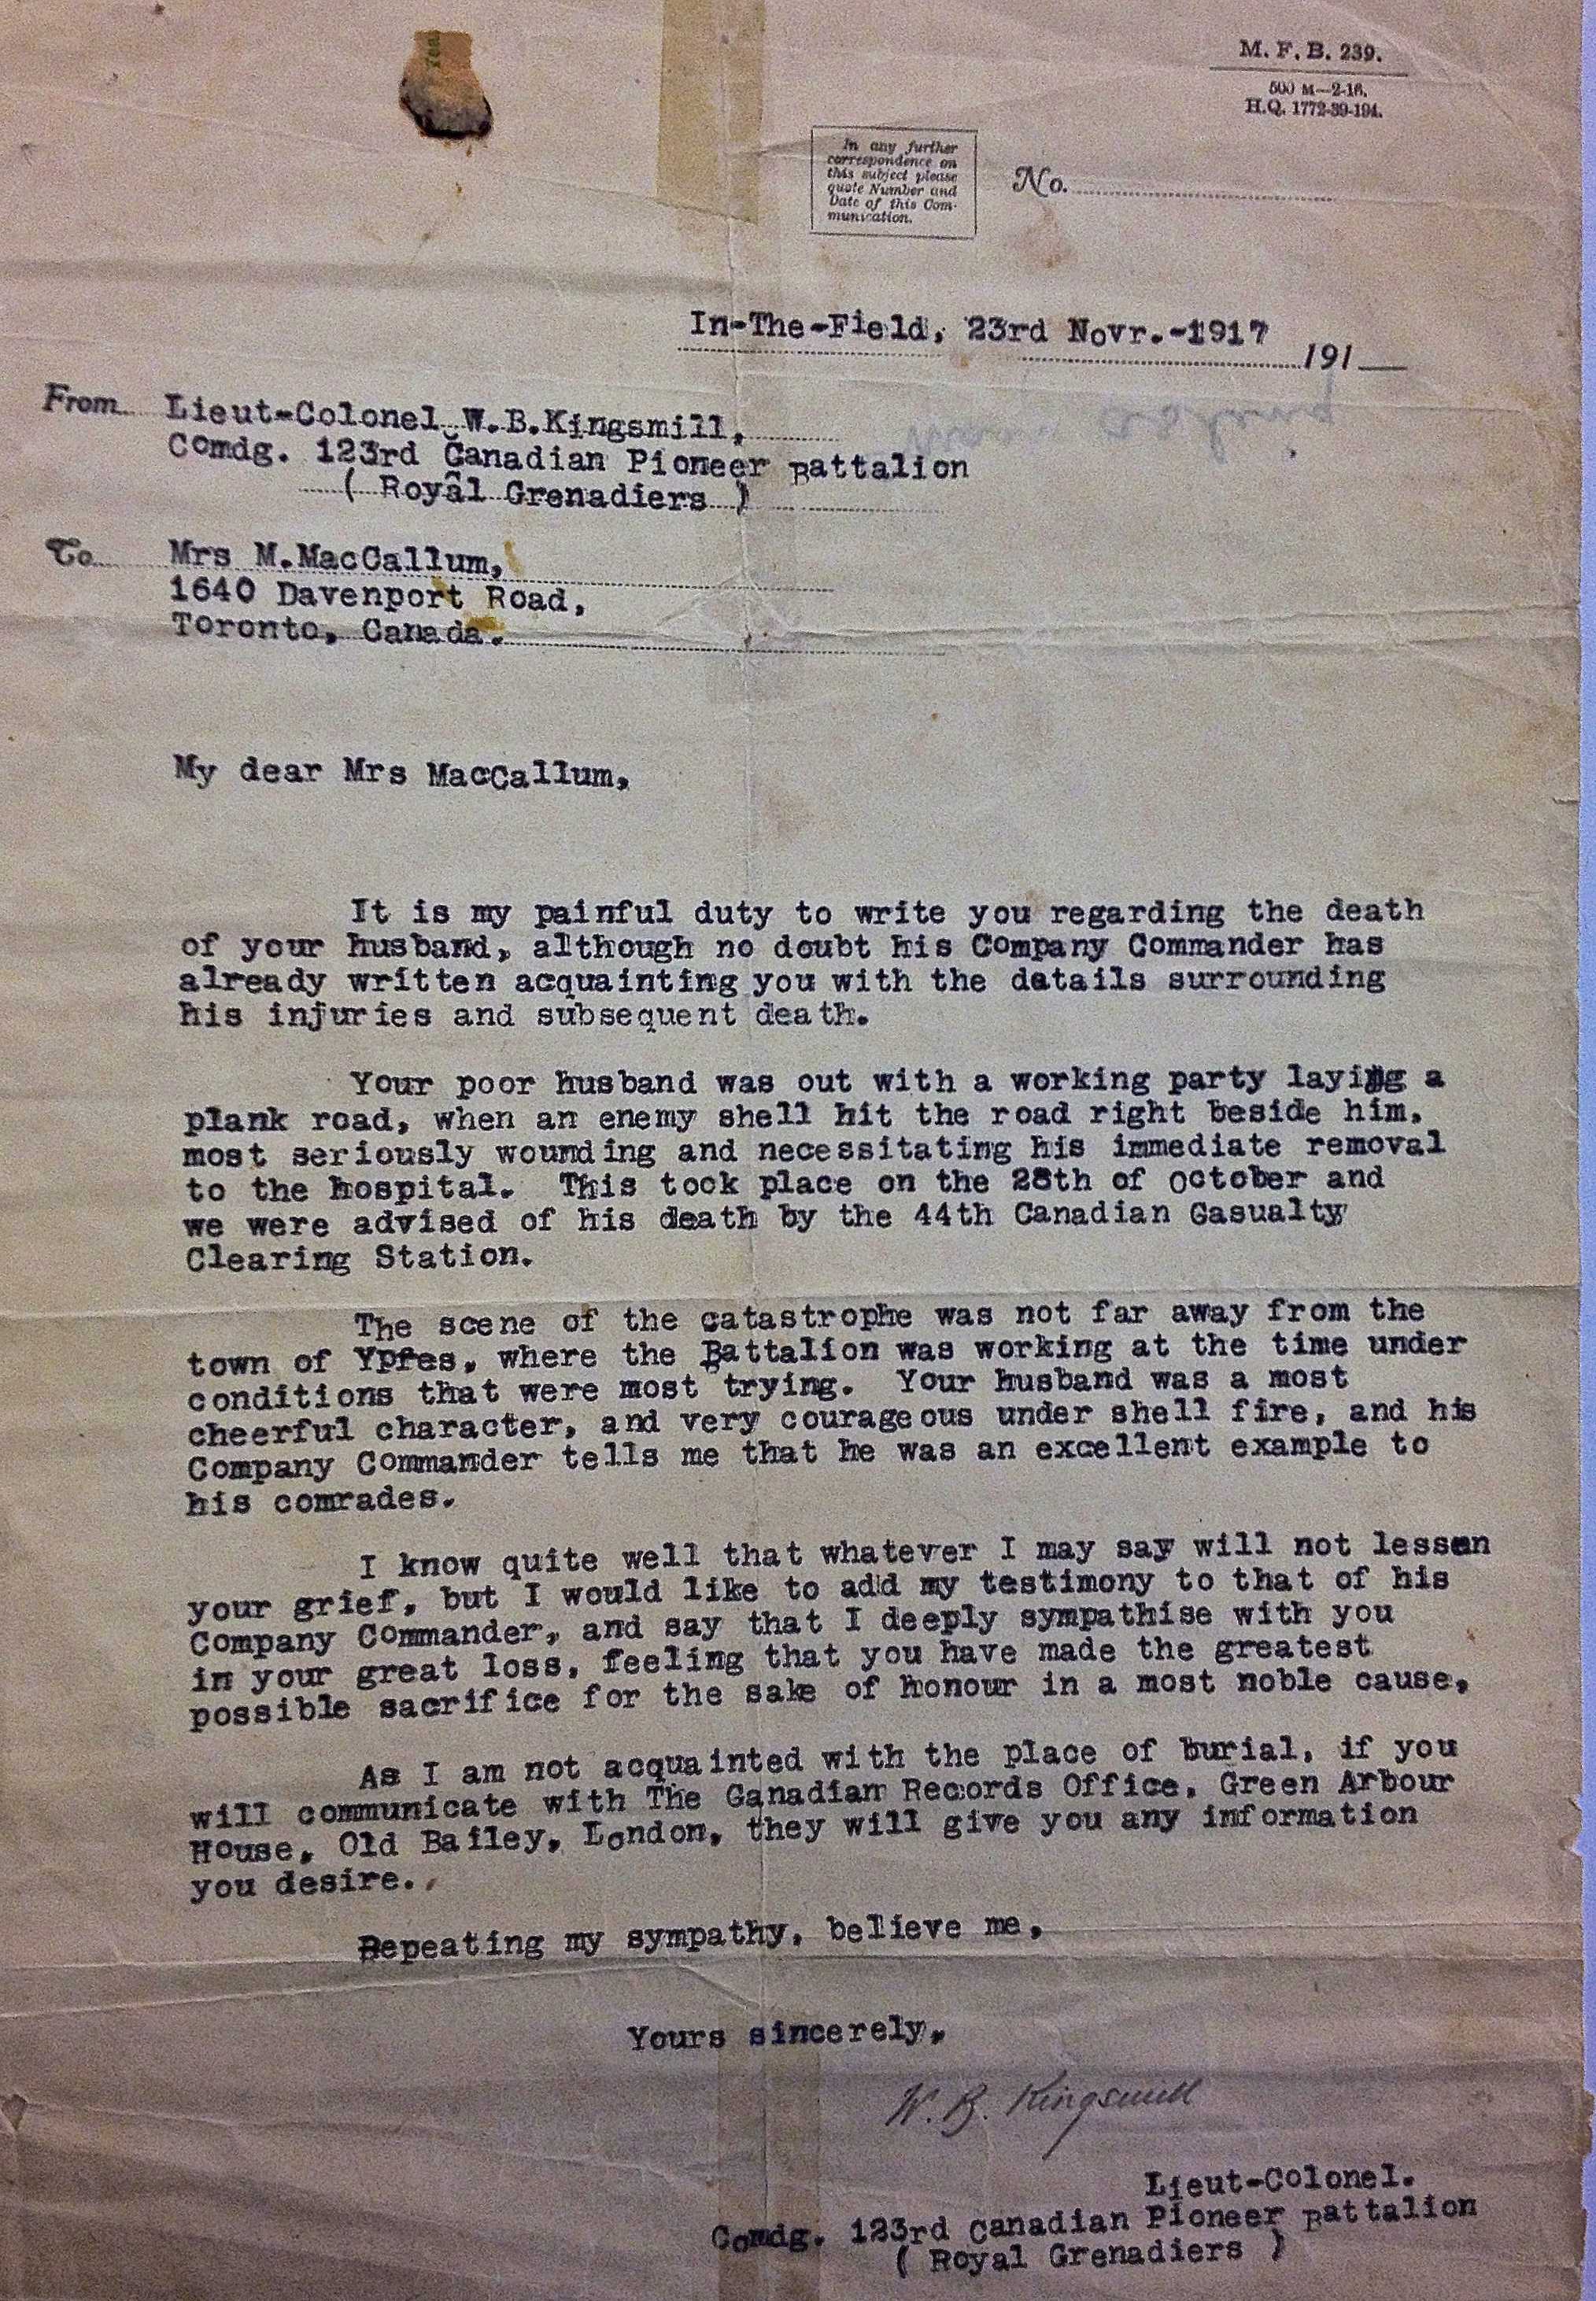 M. F. B. 239.
500 M—2-16.
H.Q. 1772-39-194.
In any further
correspondence on
this subject please
quote Number and
Date of this Com-
munication.
No.
In-The-Field, 23rd Novr.-1917
191
From Lieut-Colonel W.B.Kingsmill,
Comdg. 123rd Canadian Pioneer Battalion
( Royal Grenadiers )
To Mrs M.MacCallum,
1640 Davenport Road,
Toronto, Canada.
My dear Mrs MacCallum,
It is my painful duty to write you regarding the death
of your husband, although no doubt his Company Commander has
already written acquainting you with the datails surrounding
his injuries and subsequent death.
Your poor husband was out with a working party laying a
plank road, when an enemy shell hit the road right beside him,
most seriously wounding and necessitating his immediate removal
to the hospital. This took place on the 28th of October and
we were advised of his death by the 44th Canadian Gasualty
Clearing Station.
The scene of the catastrophe was not far away from the
town of Ypres, where the Battalion was working at the time under
conditions that were most trying. Your husband was a most
cheerful character, and very courageous under shell fire, and his
Company Commander tells me that he was an excellent example to
his comrades.
I know quite well that whatever I may say will not lessen
your grief, but I would like to add my testimony to that of his
Company Commander, and say that I deeply sympathise with you
in your great loss, feeling that you have made the greatest
possible sacrifice for the sake of honour in a most noble cause.
As I am not acquainted with the place of burial, if you
will communicate with The Ganadian Records Office, Green Arbour
House, Old Bailey, London, they will give you any information
you desire.
Repeating my sympathy, believe me,
Yours sincerely,
W. B. Kingsmill
Lieut-Colonel.
Comdg. 123rd Canadian Pioneer Battalion
( Royal Grenadiers )